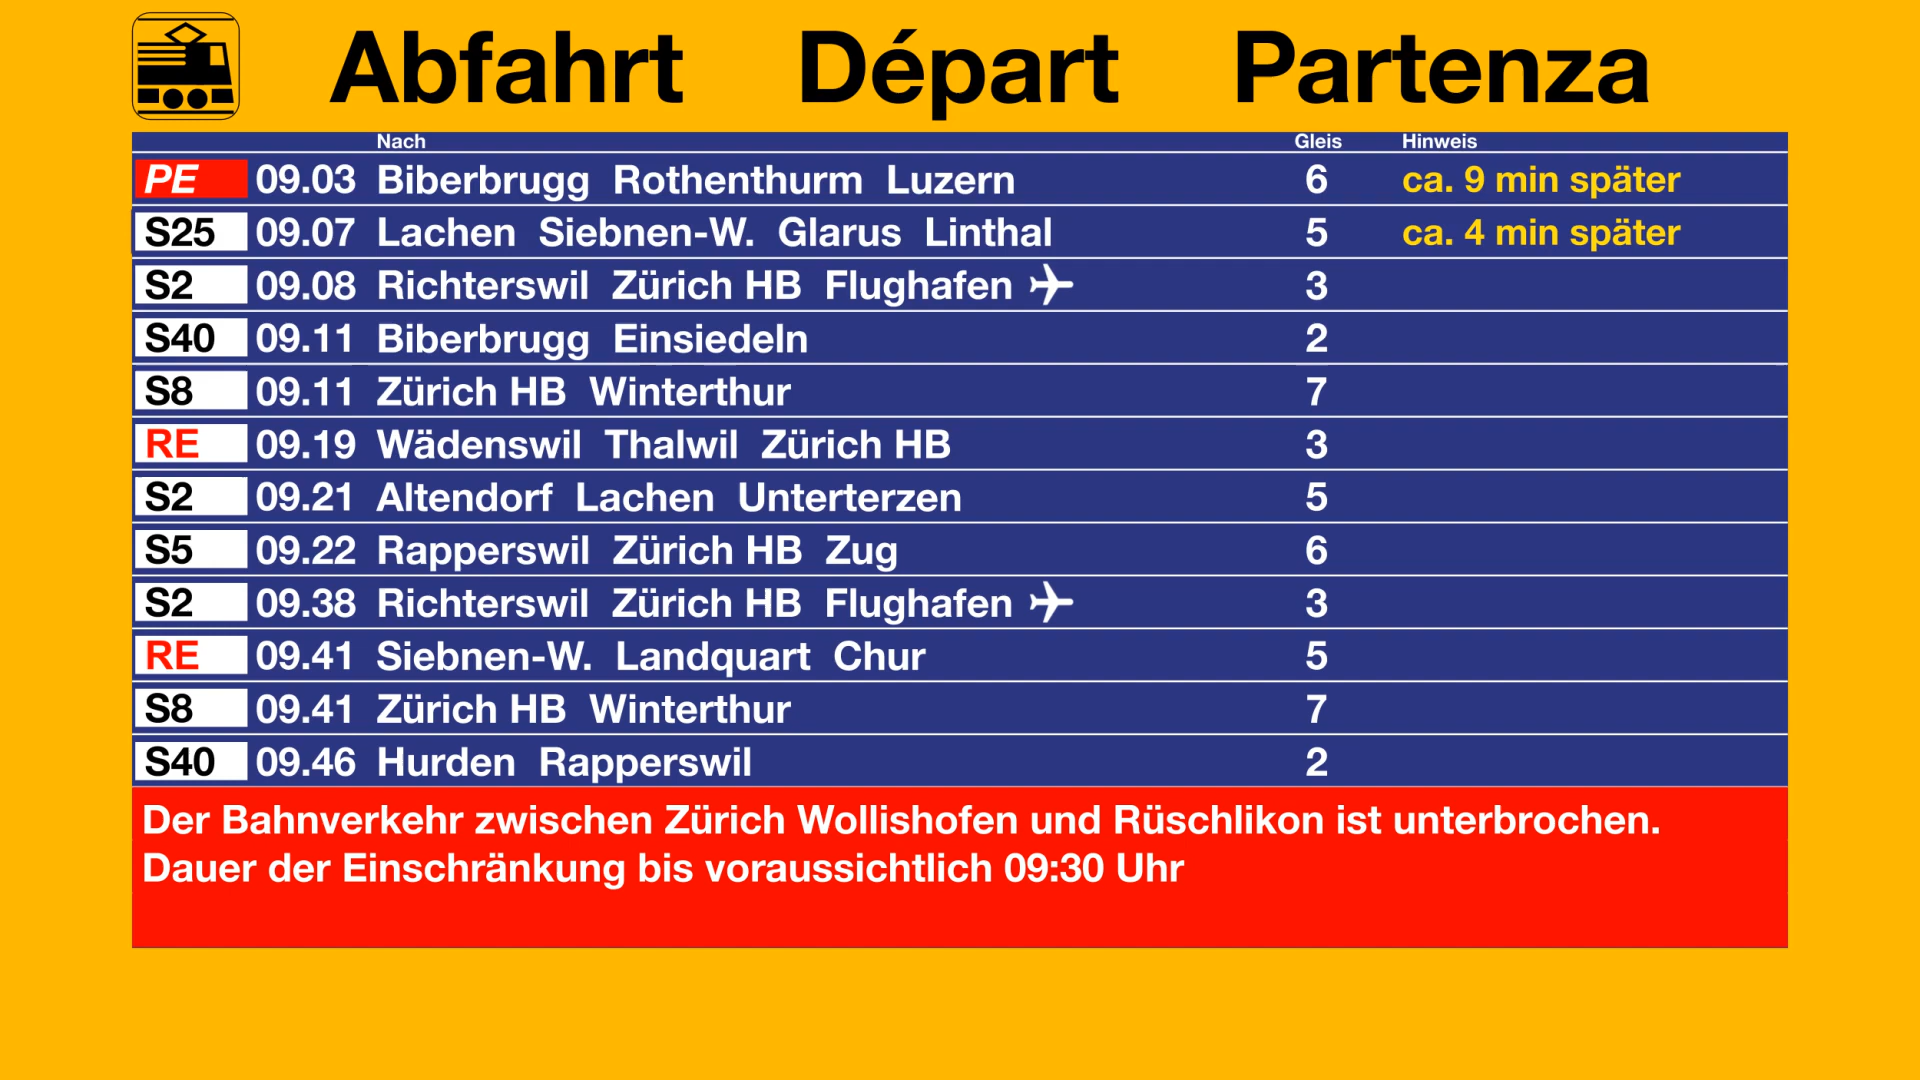 Abfahrt Départ Partenza
Nach Gleis Hinweis
PE 09.03 Biberbrugg Rothenthurm Luzern 6 ca. 9 min später
S25 09.07 Lachen Siebnen-W. Glarus Linthal 5 ca. 4 min später
S2 09.08 Richterswil Zürich HB Flughafen 3
S40 09.11 Biberbrugg Einsiedeln 2
S8 09.11 Zürich HB Winterthur 7
RE 09.19 Wädenswil Thalwil Zürich HB 3
S2 09.21 Altendorf Lachen Unterterzen 5
S5 09.22 Rapperswil Zürich HB Zug 6
S2 09.38 Richterswil Zürich HB Flughafen 3
RE 09.41 Siebnen-W. Landquart Chur 5
S8 09.41 Zürich HB Winterthur 7
S40 09.46 Hurden Rapperswil 2
Der Bahnverkehr zwischen Zürich Wollishofen und Rüschlikon ist unterbrochen.
Dauer der Einschränkung bis voraussichtlich 09:30 Uhr